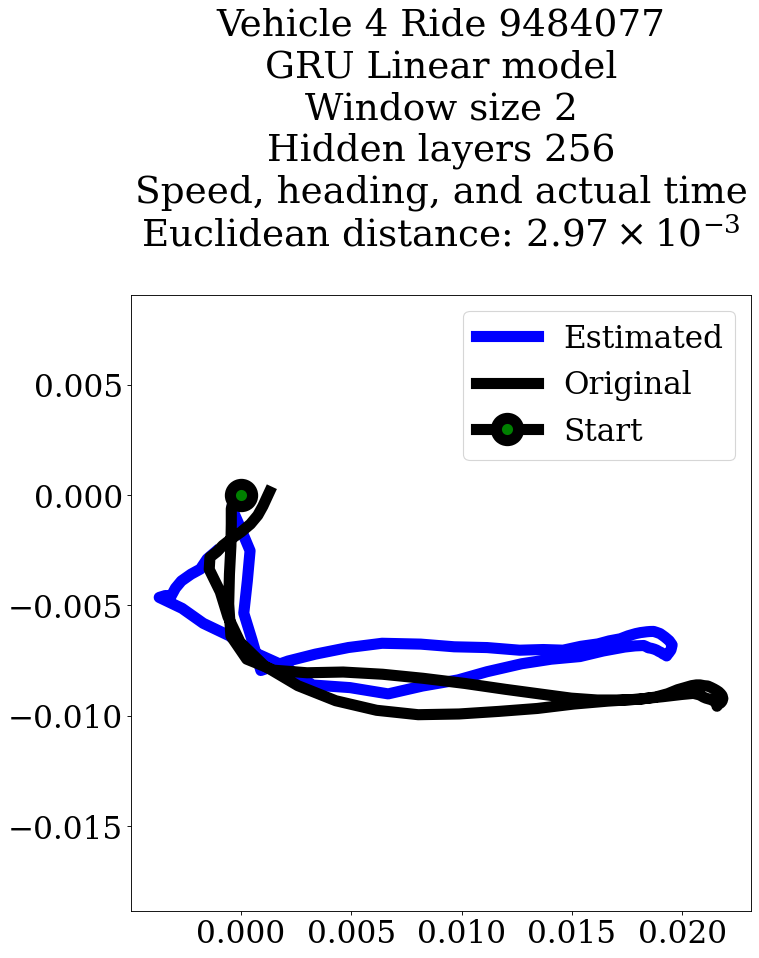 Vehicle 4 Ride 9484077
GRU Linear model
Window size 2
Hidden layers 256
Speed, heading, and actual time
Euclidean distance: 2.97 × 10⁻³
Estimated
Original
Start
0.005
0.000
−0.005
−0.010
−0.015
0.000 0.005 0.010 0.015 0.020